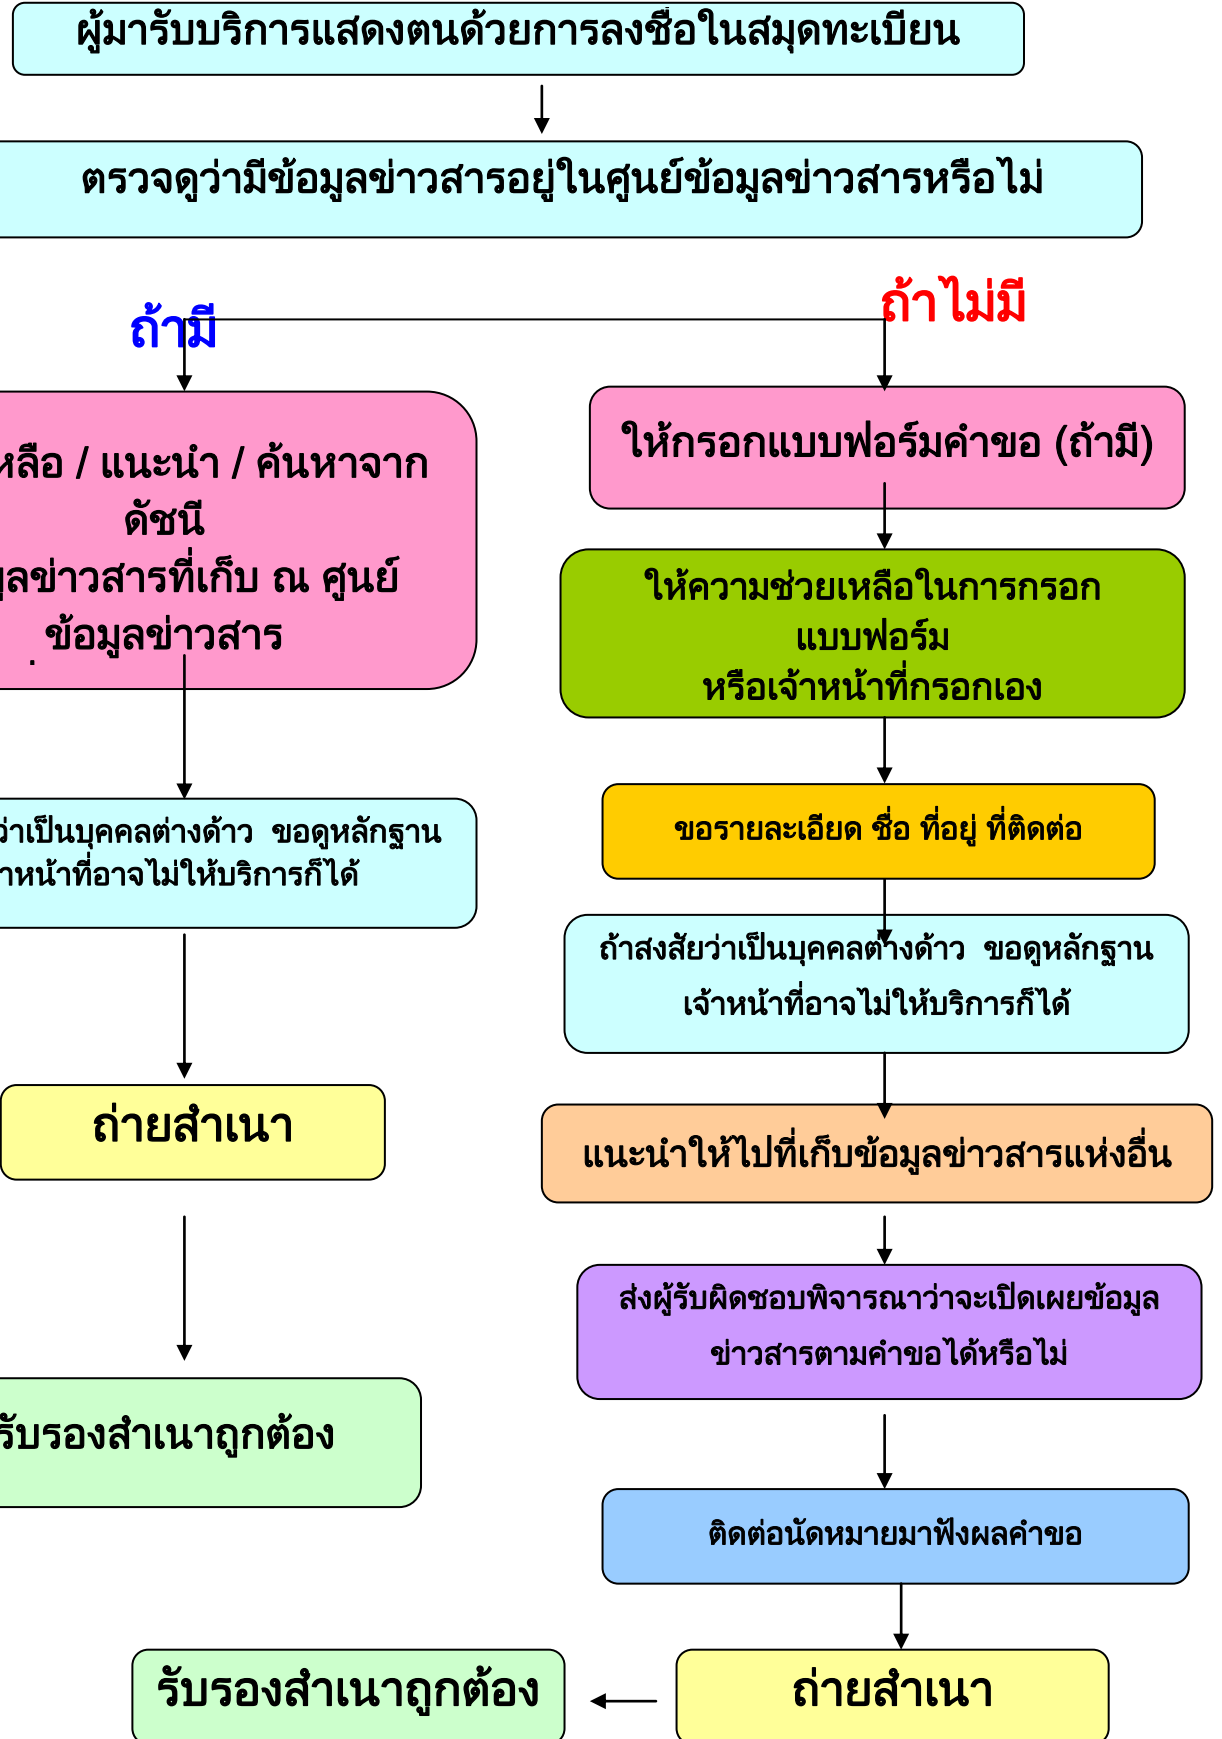 ผู้มารับบริการแสดงตนด้วยการลงชื่อในสมุดทะเบียน
ตรวจดูว่ามีข้อมูลข่าวสารอยู่ในศูนย์ข้อมูลข่าวสารหรือไม่
ถ้ามี
ถ้าไม่มี
/ แนะนำ / ค้นหาจาก
ดัชนี
ข่าวสารที่เก็บ ณ ศูนย์
ข้อมูลข่าวสาร
.
ว่าเป็นบุคคลต่างด้าว ขอดูหลักฐาน
หน้าที่อาจไม่ให้บริการก็ได้
ถ่ายสำเนา
รับรองสำเนาถูกต้อง
ให้กรอกแบบฟอร์มคำขอ (ถ้ามี)
ให้ความช่วยเหลือในการกรอก
แบบฟอร์ม
หรือเจ้าหน้าที่กรอกเอง
ขอรายละเอียด ชื่อ ที่อยู่ ที่ติดต่อ
ถ้าสงสัยว่าเป็นบุคคลต่างด้าว ขอดูหลักฐาน
เจ้าหน้าที่อาจไม่ให้บริการก็ได้
แนะนำให้ไปที่เก็บข้อมูลข่าวสารแห่งอื่น
ส่งผู้รับผิดชอบพิจารณาว่าจะเปิดเผยข้อมูล
ข่าวสารตามคำขอได้หรือไม่
ติดต่อนัดหมายมาฟังผลคำขอ
ถ่ายสำเนา
รับรองสำเนาถูกต้อง